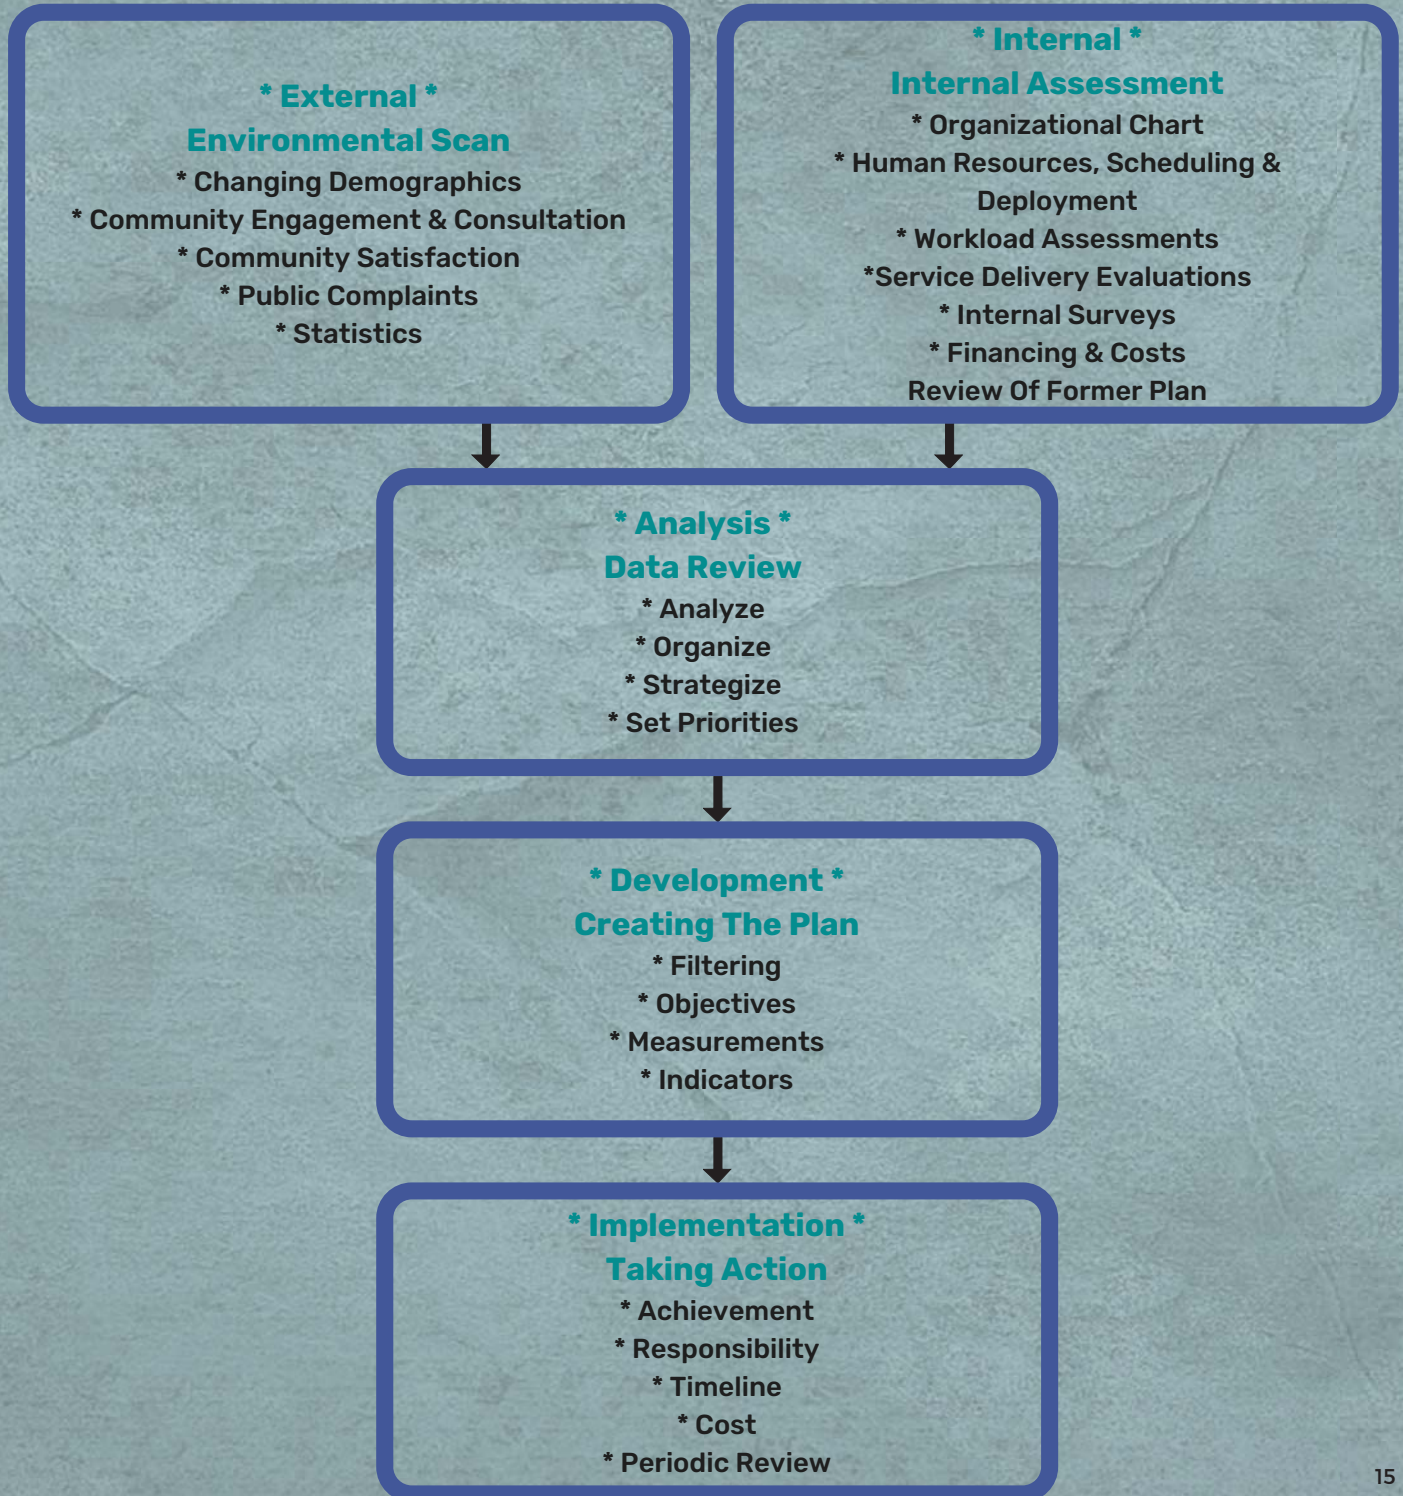 * External *
Environmental Scan
* Changing Demographics
* Community Engagement & Consultation
* Community Satisfaction
* Public Complaints
* Statistics
* Internal *
Internal Assessment
* Organizational Chart
* Human Resources, Scheduling &
Deployment
* Workload Assessments
*Service Delivery Evaluations
* Internal Surveys
* Financing & Costs
Review Of Former Plan
* Analysis *
Data Review
* Analyze
* Organize
* Strategize
* Set Priorities
* Development *
Creating The Plan
* Filtering
* Objectives
* Measurements
* Indicators
* Implementation *
Taking Action
* Achievement
* Responsibility
* Timeline
* Cost
* Periodic Review
15